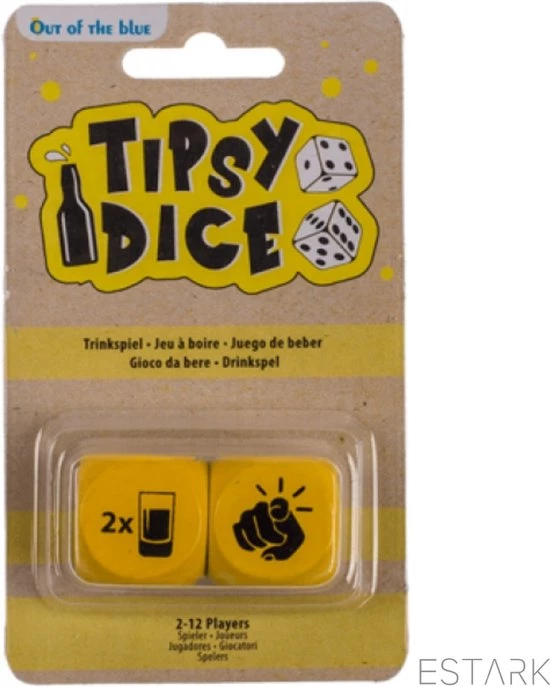 OUT OF THE BLUE
TIPSY
DICE
Trinkspiel • Jeu à boire • Juego de beber
Gioco da bere • Drinkspel
2x
2-12 Players
Spieler • Joueurs
Jugadores • Giocatori
Spelers
ESTARK